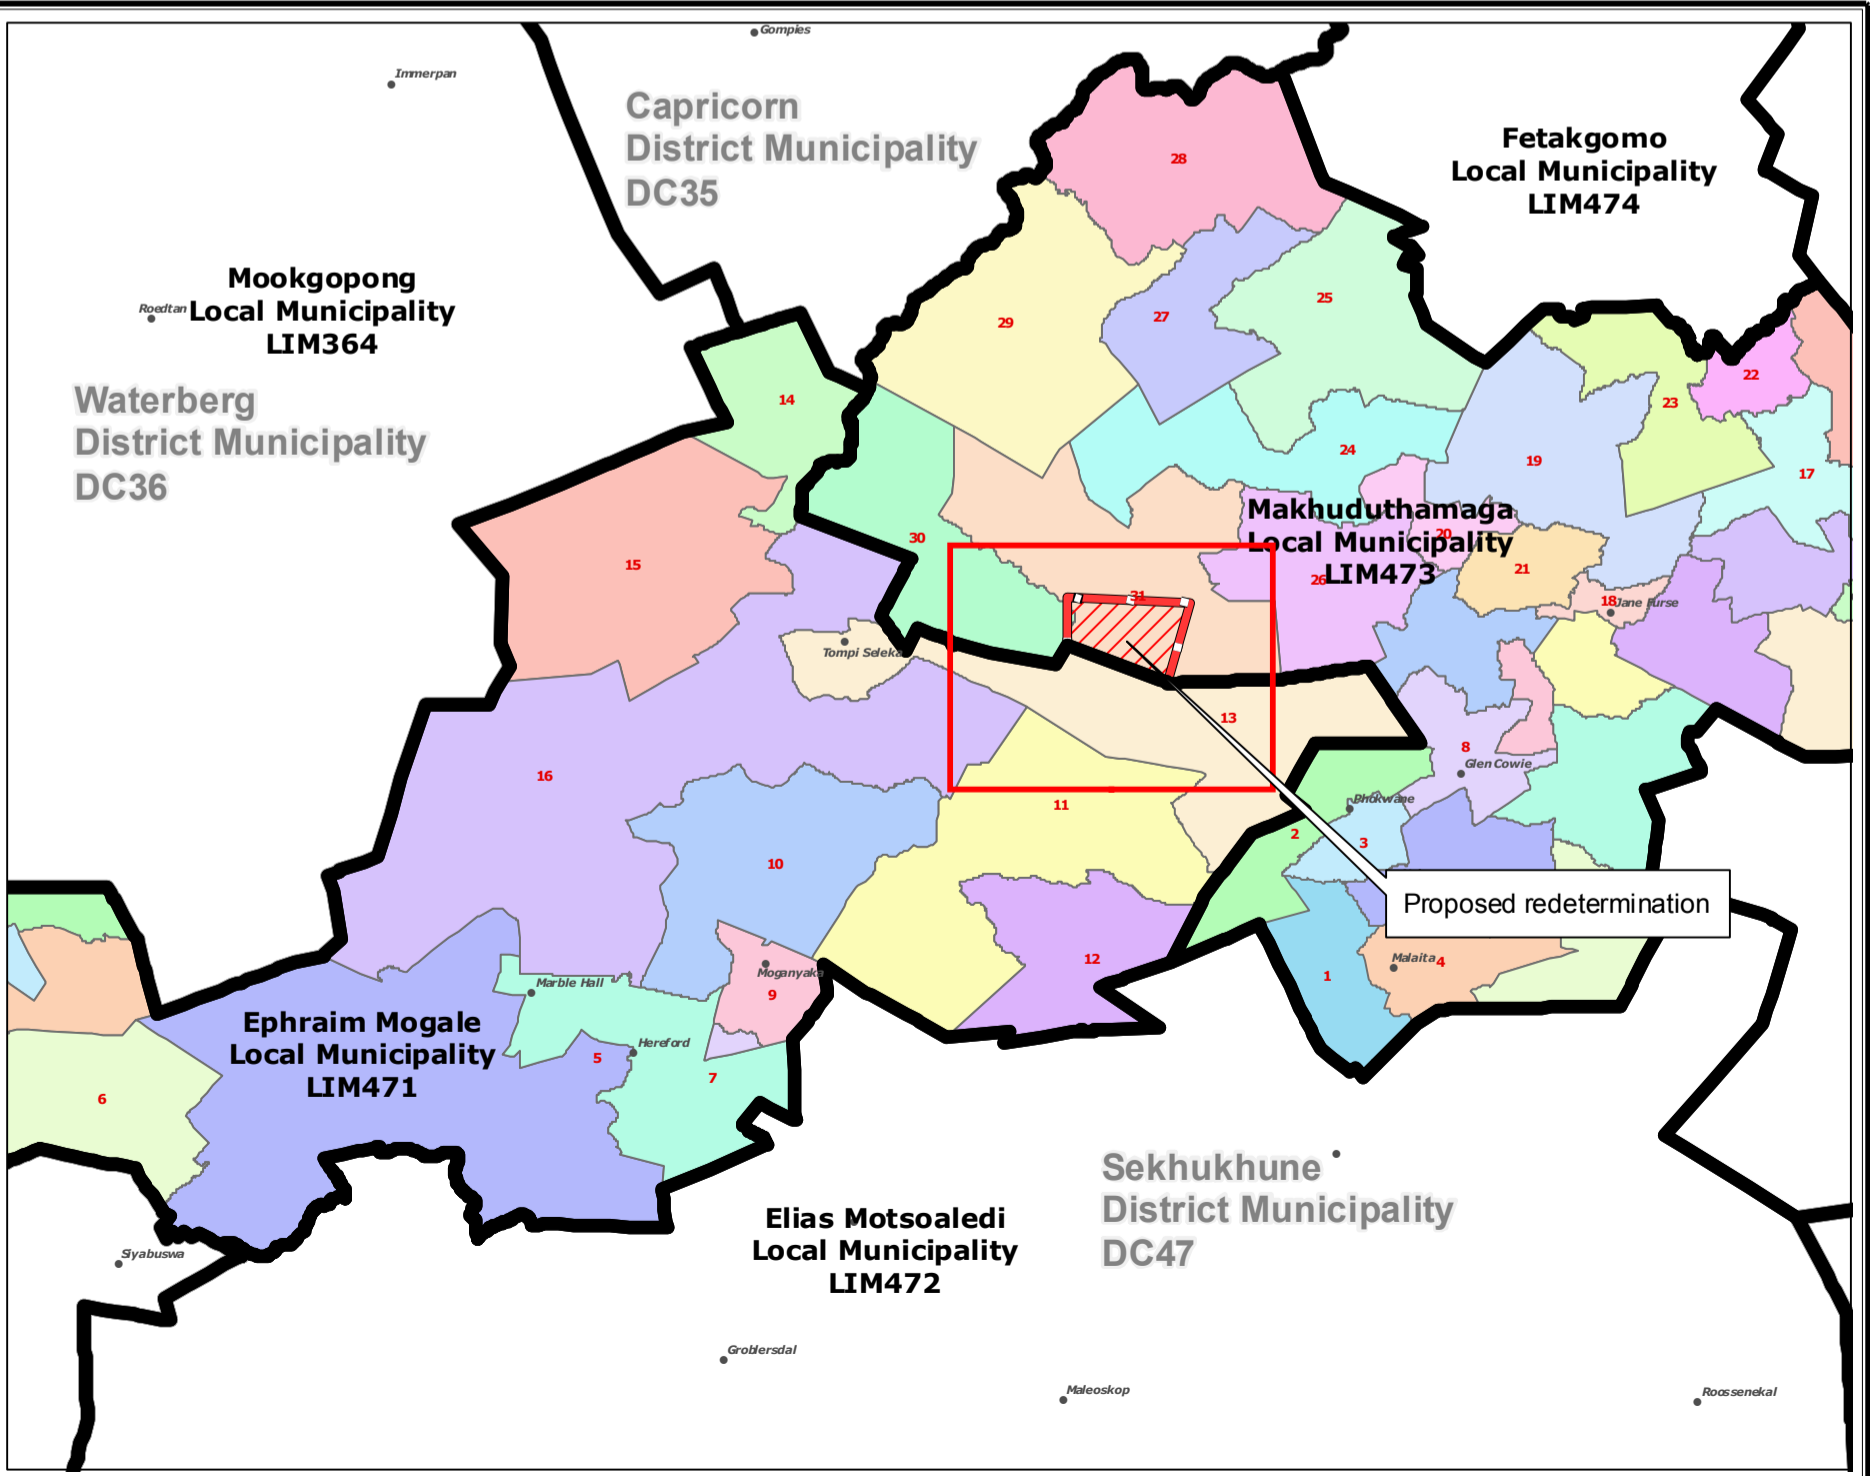 Gompies
Immerpan
Capricorn
District Municipality
DC35
Fetakgomo
Local Municipality
LIM474
28
Mookgopong
Local Municipality
LIM364
Roedtan
25
27
29
22
23
14
Waterberg
District Municipality
DC36
24
19
17
Makhuduthamaga
Local Municipality
LIM473
20
30
15
21
26
31
18
Jane Furse
Tompi Seleka
13
8
Glen Cowie
16
Phokwane
11
2
3
10
Proposed redetermination
12
Malaita
4
1
Moganyaka
9
Marble Hall
Ephraim Mogale
Local Municipality
LIM471
Hereford
5
7
6
Sekhukhune
District Municipality
DC47
Elias Motsoaledi
Local Municipality
LIM472
Siyabuswa
Groblersdal
Maleoskop
Roossenekal